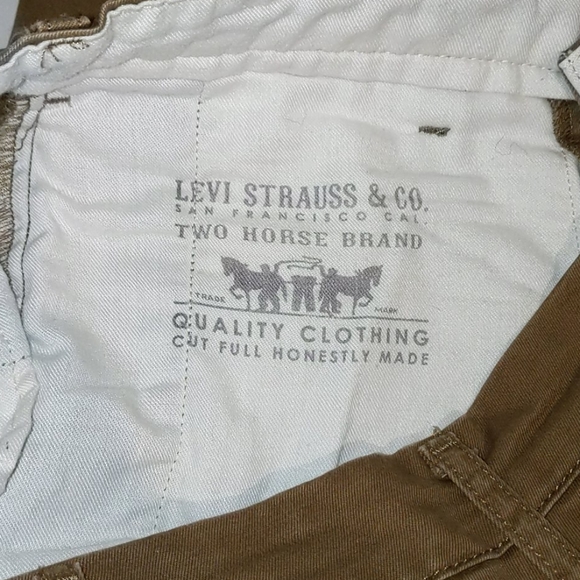 LEVI STRAUSS & CO.
SAN FRANCISCO CAL.
TWO HORSE BRAND
TRADE MARK
QUALITY CLOTHING
CUT FULL HONESTLY MADE